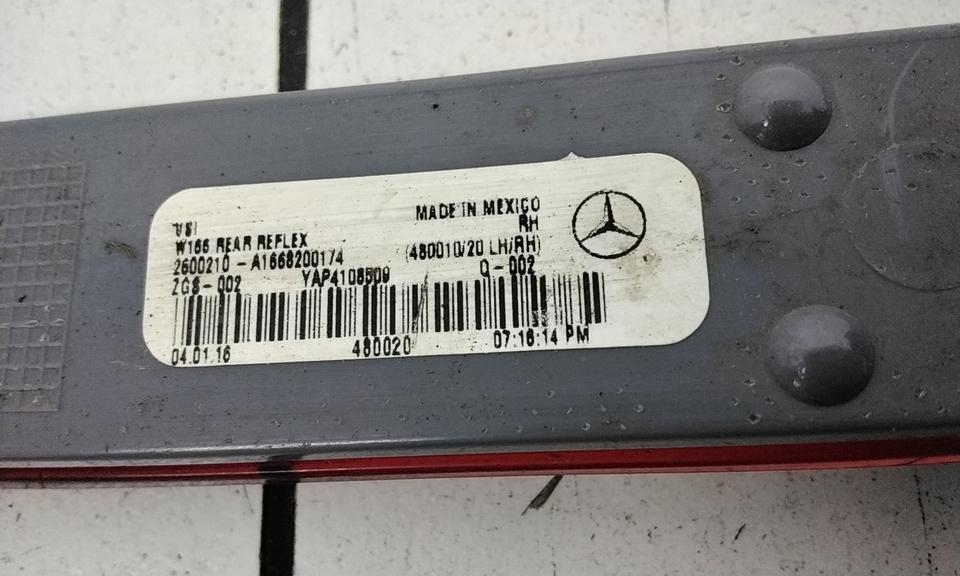 VSI
MADE IN MEXICO
W166 REAR REFLEX
RH
2600210 - A1668200174
(480010/20 LH/RH)
ZGS - 002
YAP4108509
Q - 002
04.01.16
480020
07:16:14 PM